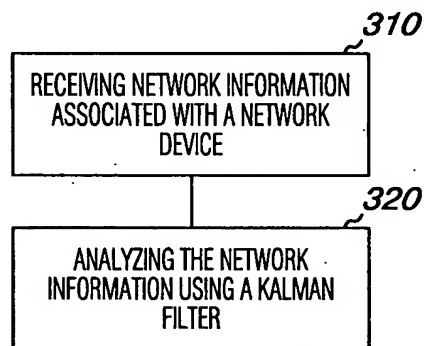 310
RECEIVING NETWORK INFORMATION
ASSOCIATED WITH A NETWORK
DEVICE
320
ANALYZING THE NETWORK
INFORMATION USING A KALMAN
FILTER